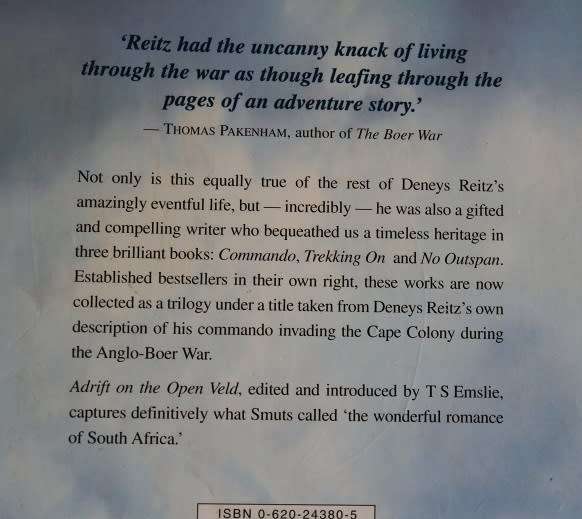 ‘Reitz had the uncanny knack of living
through the war as though leafing through the
pages of an adventure story.’
— THOMAS PAKENHAM, author of The Boer War
Not only is this equally true of the rest of Deneys Reitz’s
amazingly eventful life, but — incredibly — he was also a gifted
and compelling writer who bequeathed us a timeless heritage in
three brilliant books: Commando, Trekking On and No Outspan.
Established bestsellers in their own right, these works are now
collected as a trilogy under a title taken from Deneys Reitz’s own
description of his commando invading the Cape Colony during
the Anglo-Boer War.
Adrift on the Open Veld, edited and introduced by T S Emslie,
captures definitively what Smuts called ‘the wonderful romance
of South Africa.’
ISBN 0-620-24380-5